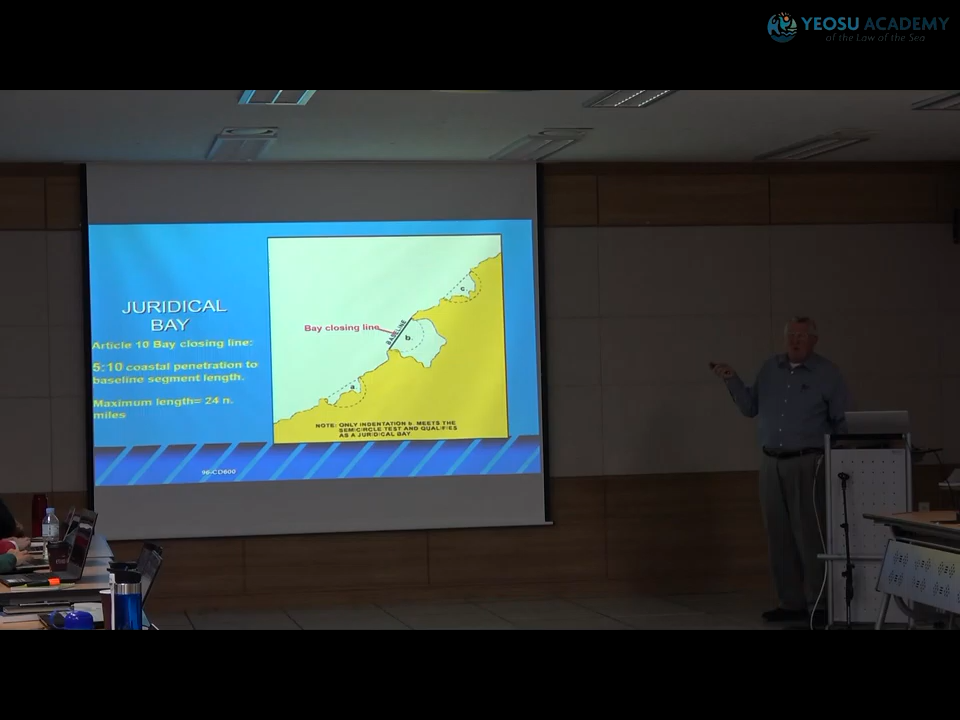 YEOSU ACADEMY
of the Law of the Sea
JURIDICAL
BAY
Article 10 Bay closing line:
5:10 coastal penetration to
baseline segment length.
Maximum length= 24 n.
miles
Bay closing line
BASELINE
a
b
c
NOTE: ONLY INDENTATION b. MEETS THE
SEMICIRCLE TEST AND QUALIFIES
AS A JURIDICAL BAY
96-CD600